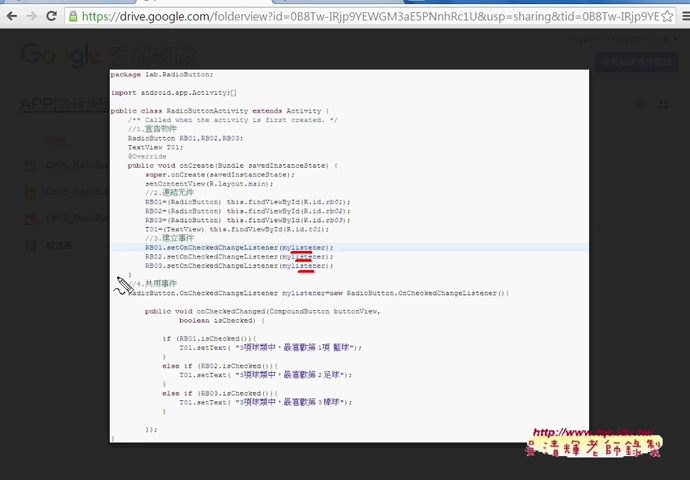 https://drive.google.com/folderview?id=0B8Tw-IRjp9YEWGM3aE5PNnhRc1U&usp=sharing&tid=0B8Tw-IRjp9YE
Google 雲端硬碟
package lab.RadioButton;
import android.app.Activity;
public class RadioButtonActivity extends Activity {
/** Called when the activity is first created. */
//1.宣告物件
RadioButton RB01,RB02,RB03;
TextView T01;
@Override
public void onCreate(Bundle savedInstanceState) {
super.onCreate(savedInstanceState);
setContentView(R.layout.main);
//2.連結元件
RB01=(RadioButton) this.findViewById(R.id.rb01);
RB02=(RadioButton) this.findViewById(R.id.rb02);
RB03=(RadioButton) this.findViewById(R.id.rb03);
T01=(TextView) this.findViewById(R.id.t01);
//3.建立事件
RB01.setOnCheckedChangeListener(mylistener);
RB02.setOnCheckedChangeListener(mylistener);
RB03.setOnCheckedChangeListener(mylistener);
}
//4.共用事件
RadioButton.OnCheckedChangeListener mylistener=new RadioButton.OnCheckedChangeListener(){
public void onCheckedChanged(CompoundButton buttonView,
boolean isChecked) {
if (RB01.isChecked()){
T01.setText( "3項球類中，最喜歡第1項 籃球");
}
else if (RB02.isChecked()){
T01.setText( "3項球類中，最喜歡第2足球");
}
else if (RB03.isChecked()){
T01.setText( "3項球類中，最喜歡第3棒球");
}
}};
}
吳清輝老師錄製